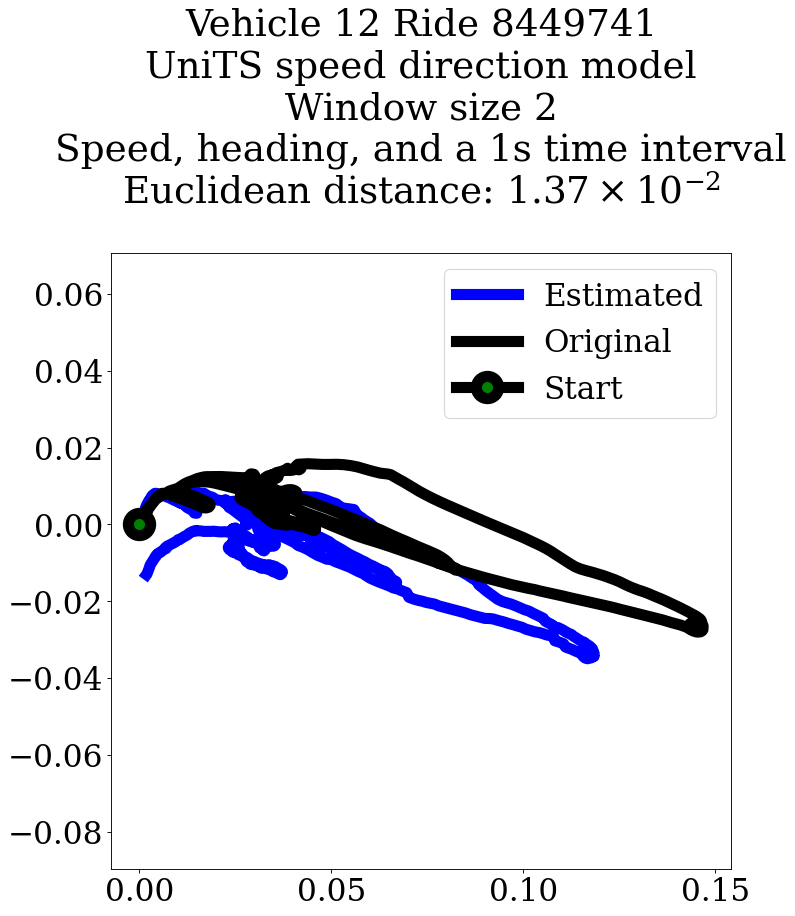 Vehicle 12 Ride 8449741
UniTS speed direction model
Window size 2
Speed, heading, and a 1s time interval
Euclidean distance: 1.37 × 10⁻²
Estimated
Original
Start
0.06
0.04
0.02
0.00
−0.02
−0.04
−0.06
−0.08
0.00 0.05 0.10 0.15